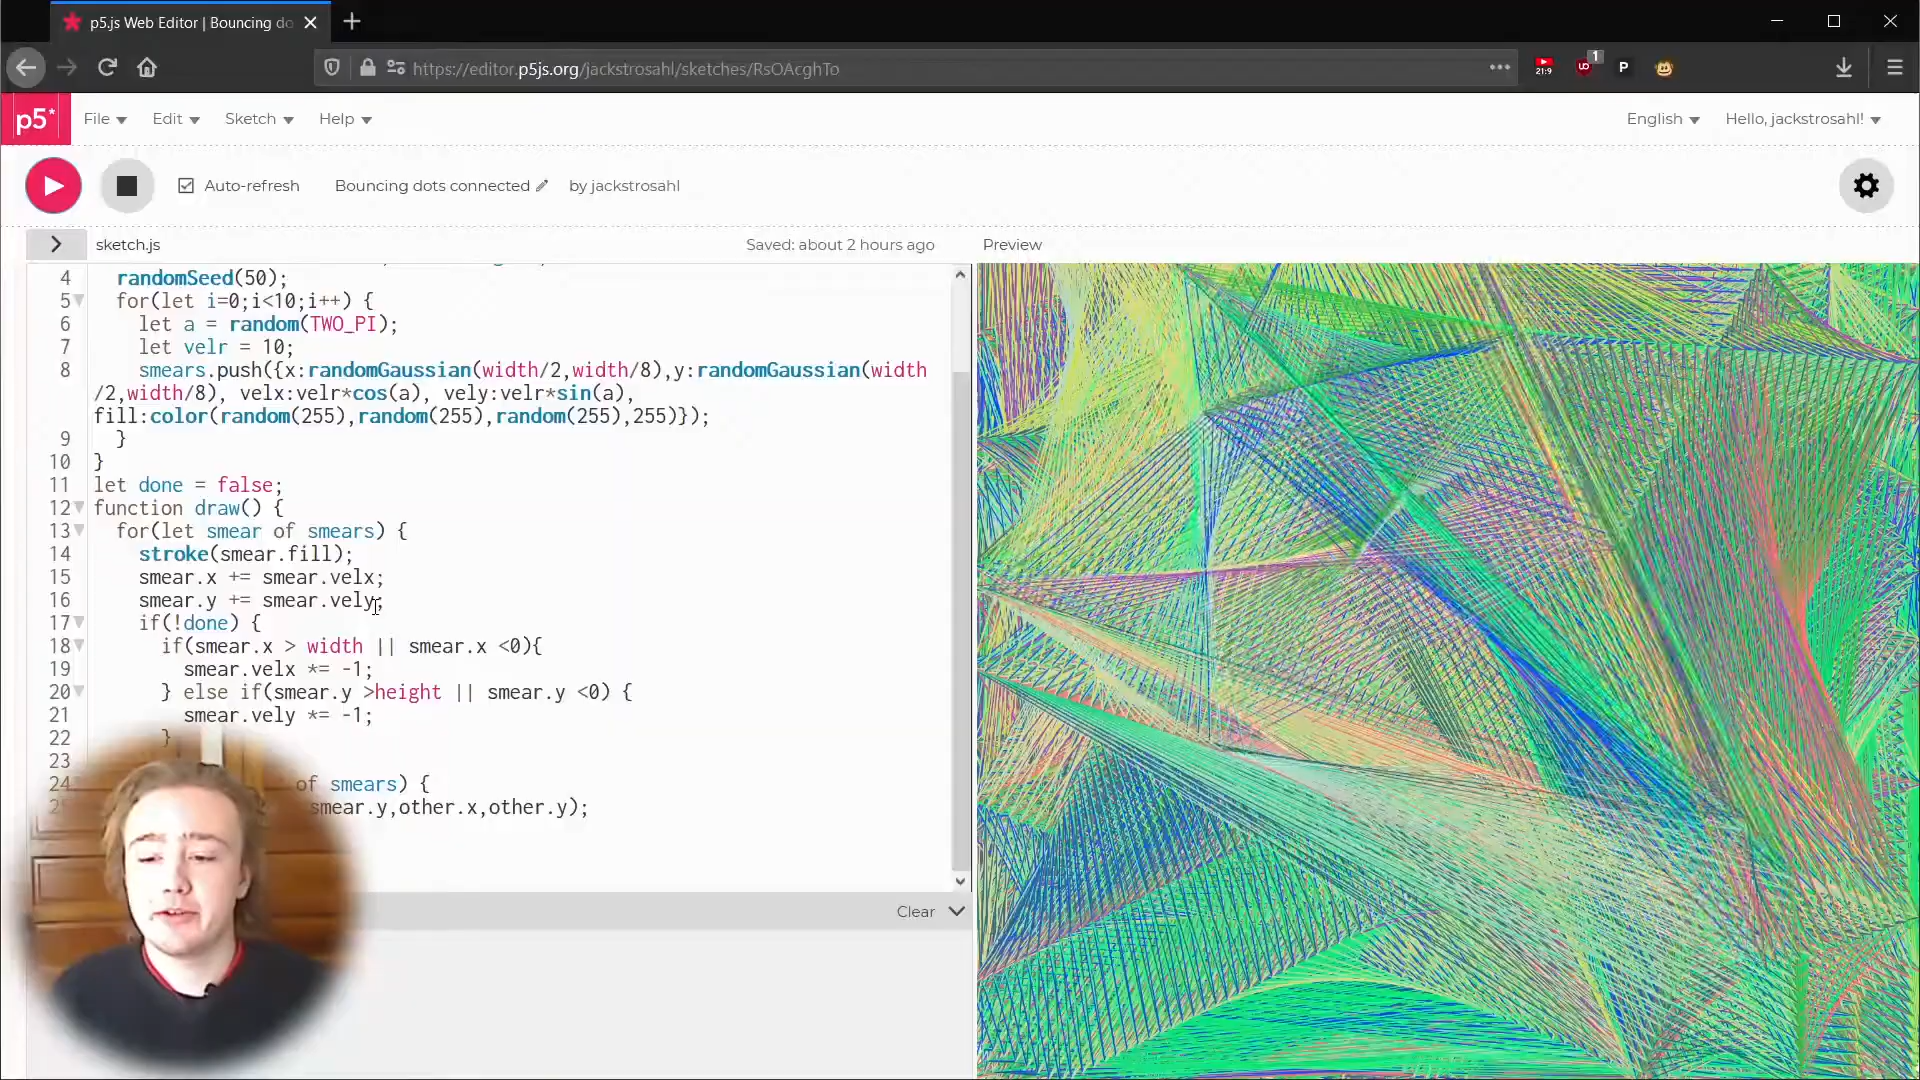 p5.js Web Editor | Bouncing do
https://editor.p5js.org/jackstrosahl/sketches/RsOAcghTo
21:9
1
P
p5*
File
Edit
Sketch
Help
English
Hello, jackstrosahl!
Auto-refresh
Bouncing dots connected
by jackstrosahl
sketch.js
Saved: about 2 hours ago
Preview
4 randomSeed(50);
5 for(let i=0;i<10;i++) {
6 let a = random(TWO_PI);
7 let velr = 10;
8 smears.push({x:randomGaussian(width/2,width/8),y:randomGaussian(width
/2,width/8), velx:velr*cos(a), vely:velr*sin(a),
fill:color(random(255),random(255),random(255),255)});
9 }
10 }
11 let done = false;
12 function draw() {
13 for(let smear of smears) {
14 stroke(smear.fill);
15 smear.x += smear.velx;
16 smear.y += smear.vely;
17 if(!done) {
18 if(smear.x > width || smear.x <0){
19 smear.velx *= -1;
20 } else if(smear.y >height || smear.y <0) {
21 smear.vely *= -1;
22 }
23
24 of smears) {
smear.y,other.x,other.y);
Clear